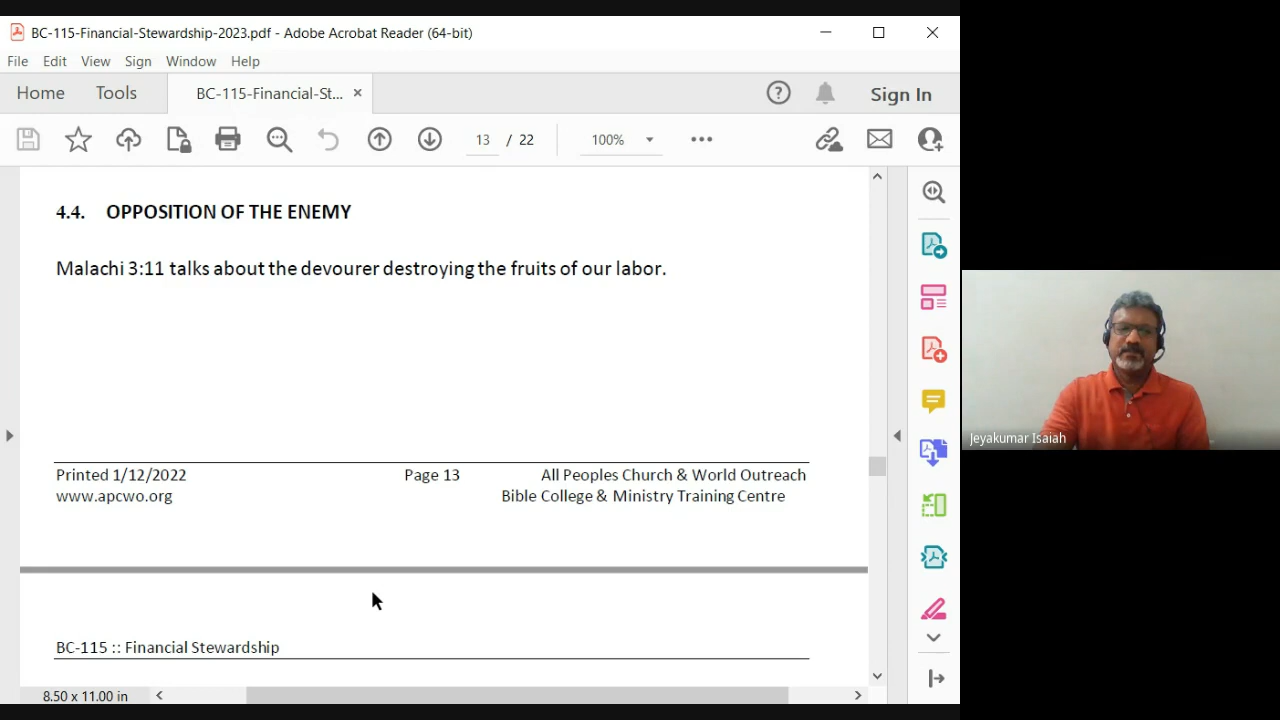 BC-115-Financial-Stewardship-2023.pdf - Adobe Acrobat Reader (64-bit)
File Edit View Sign Window Help
Home Tools BC-115-Financial-St... × Sign In
13 / 22 100%
4.4. OPPOSITION OF THE ENEMY
Malachi 3:11 talks about the devourer destroying the fruits of our labor.
Printed 1/12/2022 Page 13 All Peoples Church & World Outreach
www.apcwo.org Bible College & Ministry Training Centre
BC-115 :: Financial Stewardship
8.50 x 11.00 in
Jeyakumar Isaiah